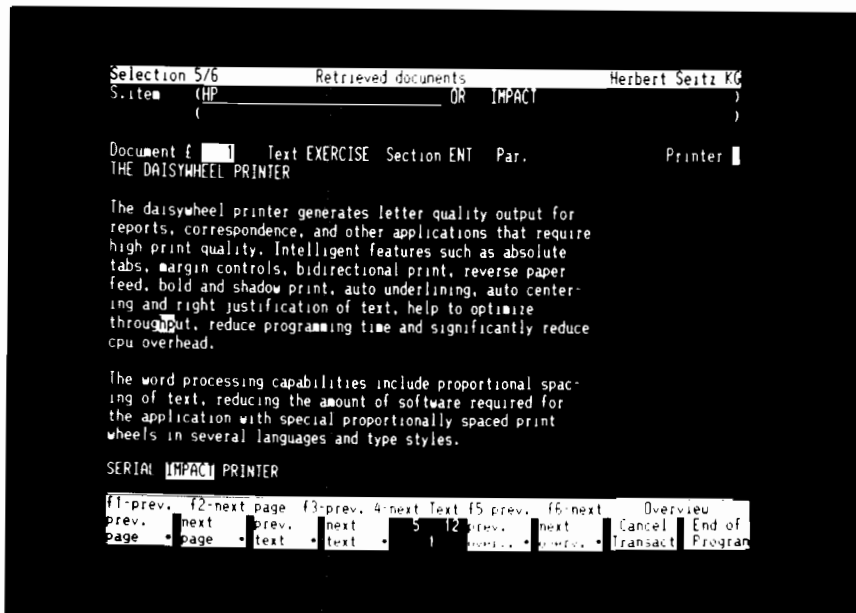 Selection 5/6 Retrieved documents Herbert Seitz KG
S.item (HP OR IMPACT )
( )
Document £ 1 Text EXERCISE Section ENT Par. Printer
THE DAISYWHEEL PRINTER
The daisywheel printer generates letter quality output for
reports, correspondence, and other applications that require
high print quality. Intelligent features such as absolute
tabs, margin controls, bidirectional print, reverse paper
feed, bold and shadow print, auto underlining, auto center-
ing and right justification of text, help to optimize
throughput, reduce programming time and significantly reduce
cpu overhead.
The word processing capabilities include proportional spac-
ing of text, reducing the amount of software required for
the application with special proportionally spaced print
wheels in several languages and type styles.
SERIAL IMPACT PRINTER
f1-prev. f2-next page f3-prev. 4-next Text f5 prev. f6-next Overview
prev. next prev. next 5 12 prev. next Cancel End of
page page text text 1 Transact Program